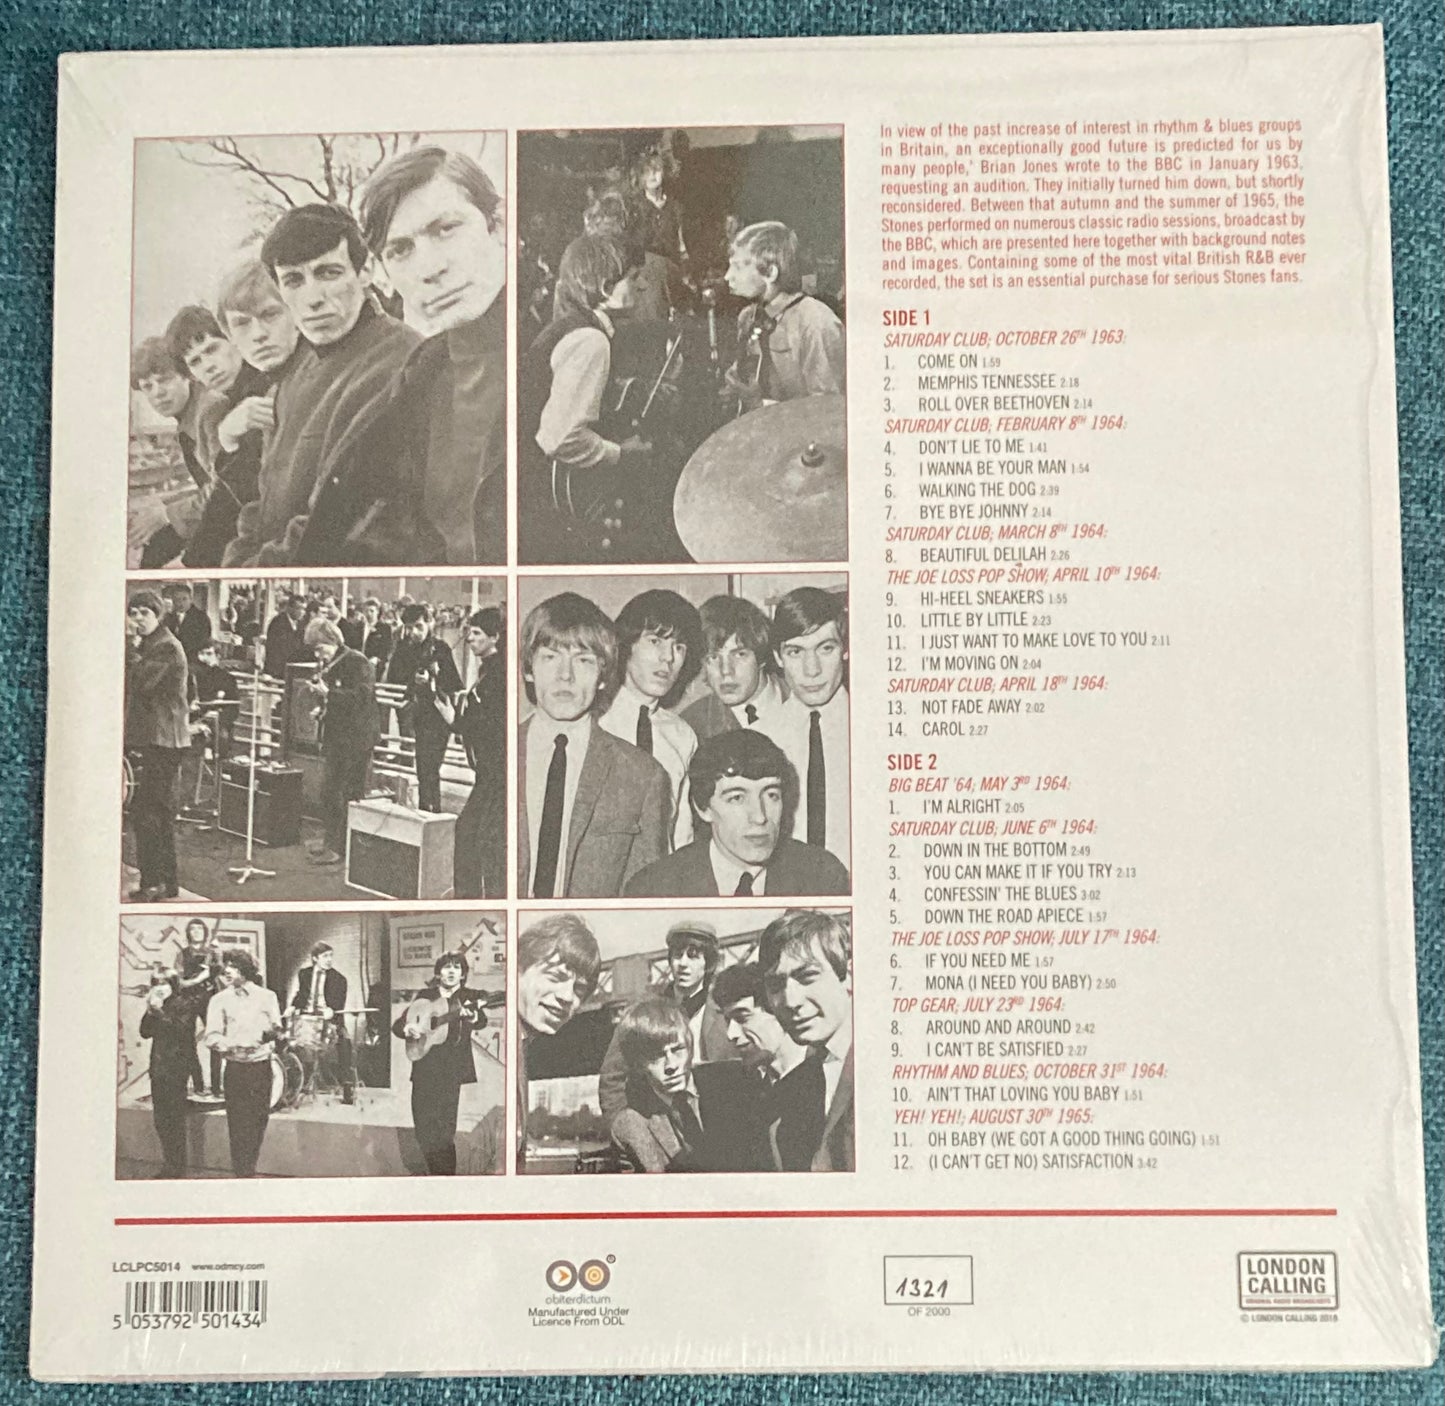 In view of the past increase of interest in rhythm & blues groups
in Britain, an exceptionally good future is predicted for us by
many people,' Brian Jones wrote to the BBC in January 1963,
requesting an audition. They initially turned him down, but shortly
reconsidered. Between that autumn and the summer of 1965, the
Stones performed on numerous classic radio sessions, broadcast by
the BBC, which are presented here together with background notes
and images. Containing some of the most vital British R&B ever
recorded, the set is an essential purchase for serious Stones fans.
SIDE 1
SATURDAY CLUB; OCTOBER 26TH 1963:
1. COME ON 1:59
2. MEMPHIS TENNESSEE 2:18
3. ROLL OVER BEETHOVEN 2:14
SATURDAY CLUB; FEBRUARY 8TH 1964:
4. DON'T LIE TO ME 1:41
5. I WANNA BE YOUR MAN 1:54
6. WALKING THE DOG 2:39
7. BYE BYE JOHNNY 2:14
SATURDAY CLUB; MARCH 8TH 1964:
8. BEAUTIFUL DELILAH 2:26
THE JOE LOSS POP SHOW; APRIL 10TH 1964:
9. HI-HEEL SNEAKERS 1:55
10. LITTLE BY LITTLE 2:23
11. I JUST WANT TO MAKE LOVE TO YOU 2:11
12. I'M MOVING ON 2:04
SATURDAY CLUB; APRIL 18TH 1964:
13. NOT FADE AWAY 2:02
14. CAROL 2:27
SIDE 2
BIG BEAT '64; MAY 3RD 1964:
1. I'M ALRIGHT 2:05
SATURDAY CLUB; JUNE 6TH 1964:
2. DOWN IN THE BOTTOM 2:49
3. YOU CAN MAKE IT IF YOU TRY 2:13
4. CONFESSIN' THE BLUES 3:02
5. DOWN THE ROAD APIECE 1:57
THE JOE LOSS POP SHOW; JULY 17TH 1964:
6. IF YOU NEED ME 1:57
7. MONA (I NEED YOU BABY) 2:50
TOP GEAR; JULY 23RD 1964:
8. AROUND AND AROUND 2:42
9. I CAN'T BE SATISFIED 2:27
RHYTHM AND BLUES; OCTOBER 31ST 1964:
10. AIN'T THAT LOVING YOU BABY 1:51
YEH! YEH!; AUGUST 30TH 1965:
11. OH BABY (WE GOT A GOOD THING GOING) 1:51
12. (I CAN'T GET NO) SATISFACTION 3:42
LCLPC5014 www.odmcy.com
5 053792 501434
obiterdictum
Manufactured Under
Licence From ODL
1321
OF 2000
LONDON
CALLING
ORIGINAL RADIO BROADCASTS
© LONDON CALLING 2018